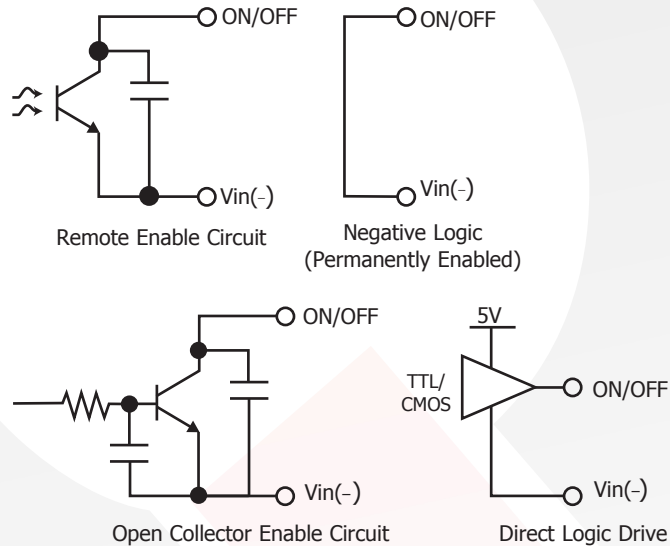 ON/OFF
Vin(–)
Remote Enable Circuit
ON/OFF
Vin(–)
Negative Logic
(Permanently Enabled)
ON/OFF
Vin(–)
Open Collector Enable Circuit
5V
TTL/
CMOS
ON/OFF
Vin(–)
Direct Logic Drive